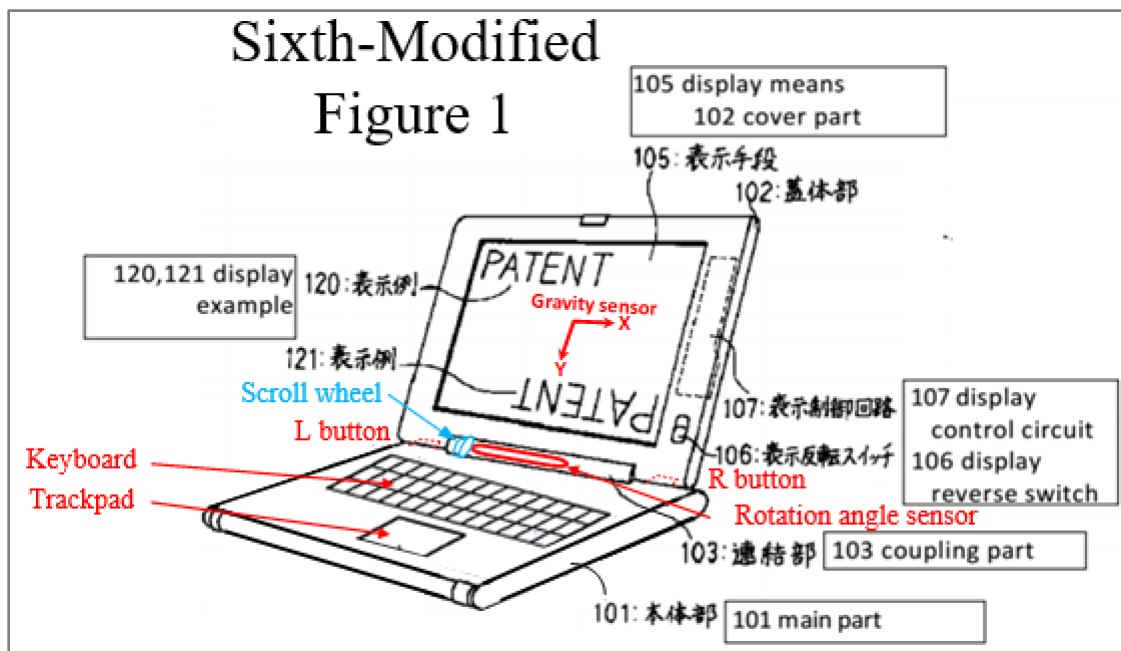 Sixth-Modified
Figure 1
105 display means
102 cover part
105:表示手段
102:蓋体部
120,121 display
example
120:表示例
PATENT
Gravity sensor
X
Y
121:表示例
PATENT
Scroll wheel
L button
Keyboard
Trackpad
107:表示制御回路
106:表示反転スイッチ
107 display
control circuit
106 display
reverse switch
R button
Rotation angle sensor
103:連結部
103 coupling part
101:本体部
101 main part